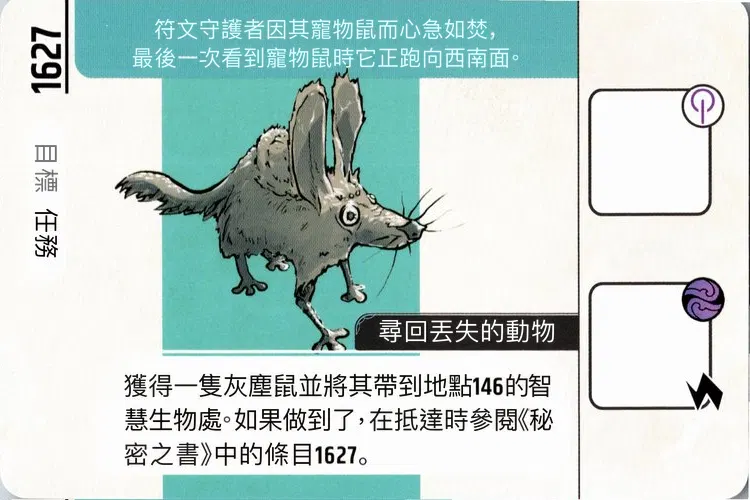 符文守護者因其寵物鼠而心急如焚，
最後一次看到寵物鼠時它正跑向西南面。
1627
目標 任務
尋回丟失的動物
獲得一隻灰塵鼠並將其帶到地點146的智
慧生物處。如果做到了，在抵達時參閱《秘
密之書》中的條目1627。